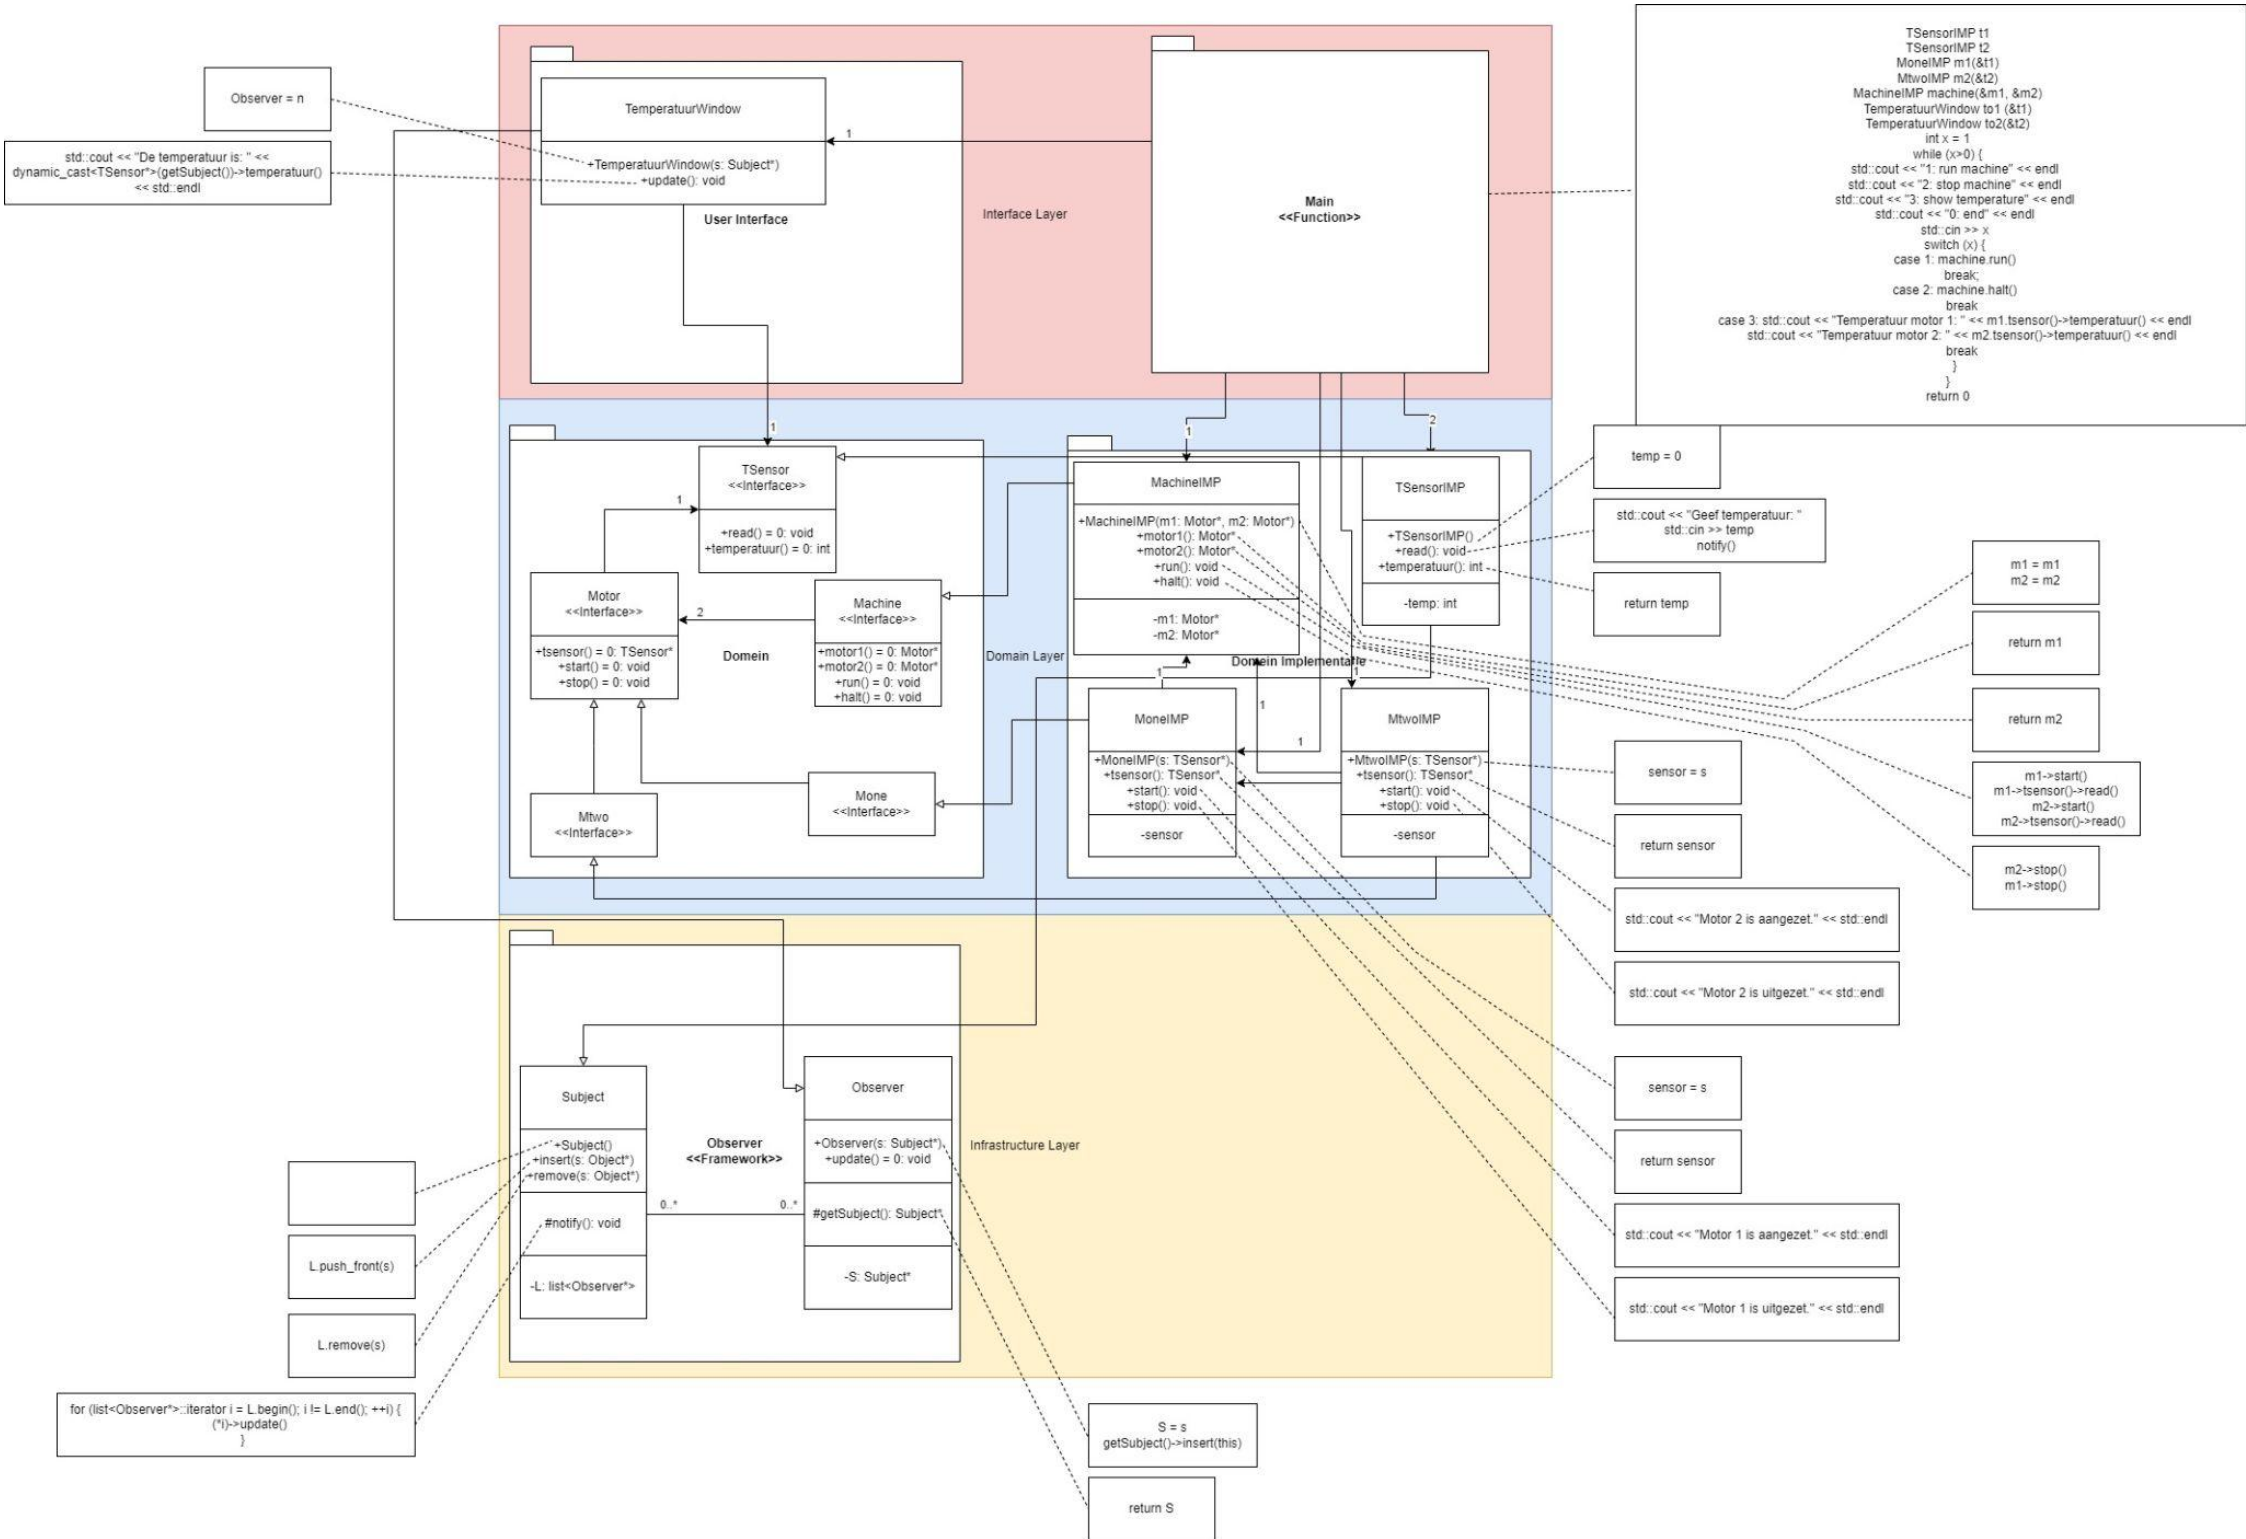 Observer = n
std::cout << "De temperatuur is: " <<
dynamic_cast<TSensor*>(getSubject())->temperatuur()
<< std::endl
TemperatuurWindow
+TemperatuurWindow(s: Subject*)
+update(): void
User Interface
Interface Layer
1
Main
<<Function>>
TSensorIMP t1
TSensorIMP t2
MoneIMP m1(&t1)
MtwoIMP m2(&t2)
MachineIMP machine(&m1, &m2)
TemperatuurWindow to1 (&t1)
TemperatuurWindow to2(&t2)
int x = 1
while (x>0) {
std::cout << "1: run machine" << endl
std::cout << "2: stop machine" << endl
std::cout << "3: show temperature" << endl
std::cout << "0: end" << endl
std::cin >> x
switch (x) {
case 1: machine.run()
break;
case 2: machine.halt()
break
case 3: std::cout << "Temperatuur motor 1: " << m1.tsensor()->temperatuur() << endl
std::cout << "Temperatuur motor 2: " << m2.tsensor()->temperatuur() << endl
break
}
}
return 0
1
1
2
TSensor
<<Interface>>
+read() = 0: void
+temperatuur() = 0: int
1
Motor
<<Interface>>
+tsensor() = 0: TSensor*
+start() = 0: void
+stop() = 0: void
2
Machine
<<Interface>>
+motor1() = 0: Motor*
+motor2() = 0: Motor*
+run() = 0: void
+halt() = 0: void
Domein
Domain Layer
Mtwo
<<Interface>>
Mone
<<Interface>>
MachineIMP
+MachineIMP(m1: Motor*, m2: Motor*)
+motor1(): Motor*
+motor2(): Motor*
+run(): void
+halt(): void
-m1: Motor*
-m2: Motor*
TSensorIMP
+TSensorIMP()
+read(): void
+temperatuur(): int
-temp: int
Domein Implementatie
1
1
1
1
MoneIMP
+MoneIMP(s: TSensor*)
+tsensor(): TSensor*
+start(): void
+stop(): void
-sensor
MtwoIMP
+MtwoIMP(s: TSensor*)
+tsensor(): TSensor*
+start(): void
+stop(): void
-sensor
temp = 0
std::cout << "Geef temperatuur: "
std::cin >> temp
notify()
return temp
m1 = m1
m2 = m2
return m1
return m2
m1->start()
m1->tsensor()->read()
m2->start()
m2->tsensor()->read()
m2->stop()
m1->stop()
sensor = s
return sensor
std::cout << "Motor 2 is aangezet." << std::endl
std::cout << "Motor 2 is uitgezet." << std::endl
sensor = s
return sensor
std::cout << "Motor 1 is aangezet." << std::endl
std::cout << "Motor 1 is uitgezet." << std::endl
Subject
+Subject()
+insert(s: Object*)
+remove(s: Object*)
#notify(): void
-L: list<Observer*>
Observer
<<Framework>>
0..*
0..*
Observer
+Observer(s: Subject*)
+update() = 0: void
#getSubject(): Subject*
-S: Subject*
Infrastructure Layer
L.push_front(s)
L.remove(s)
for (list<Observer*>::iterator i = L.begin(); i != L.end(); ++i) {
(*i)->update()
}
S = s
getSubject()->insert(this)
return S